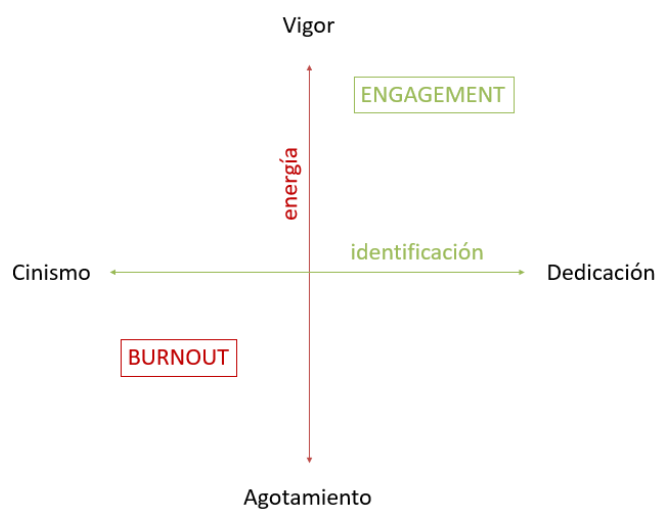 Vigor
ENGAGEMENT
energía
identificación
Cinismo
Dedicación
BURNOUT
Agotamiento